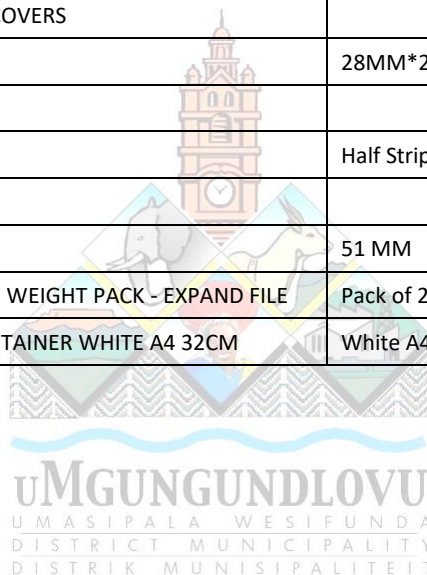 COVERS
28MM*2
Half Strip
51 MM
WEIGHT PACK - EXPAND FILE Pack of 2
TAINER WHITE A4 32CM White A4
UMGUNGUNDLOVU
UMASIPALA WESIFUNDA
DISTRICT MUNICIPALITY
DISTRIK MUNISIPALITEIT